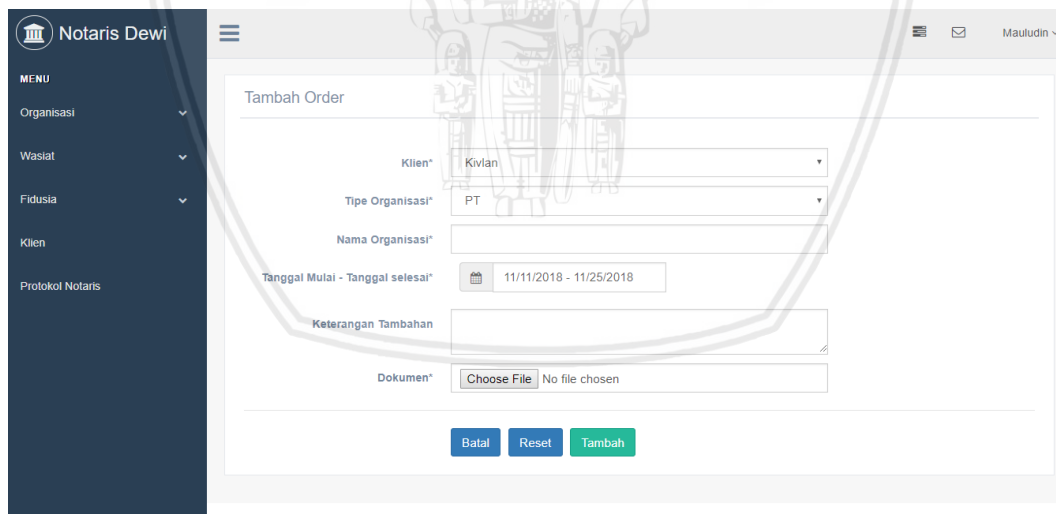 Notaris Dewi
Mauludin
MENU
Organisasi
Wasiat
Fidusia
Klien
Protokol Notaris
Tambah Order
Klien* Kivlan
Tipe Organisasi* PT
Nama Organisasi*
Tanggal Mulai - Tanggal selesai* 11/11/2018 - 11/25/2018
Keterangan Tambahan
Dokumen* Choose File No file chosen
Batal Reset Tambah